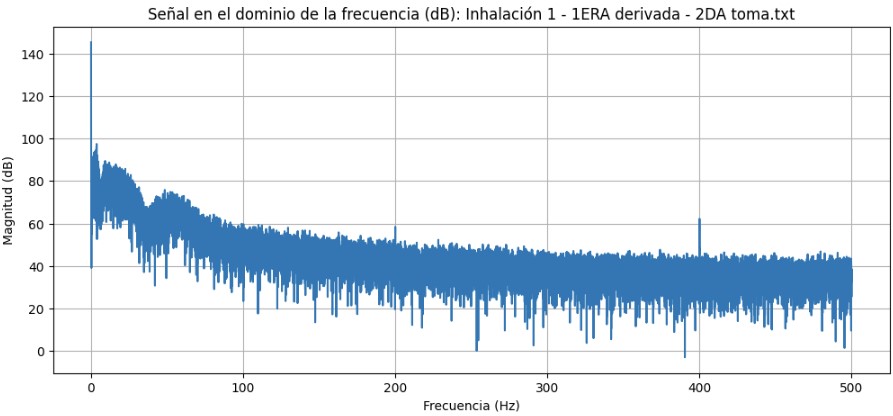 Señal en el dominio de la frecuencia (dB): Inhalación 1 - 1ERA derivada - 2DA toma.txt
Magnitud (dB)
140
120
100
80
60
40
20
0
0 100 200 300 400 500
Frecuencia (Hz)